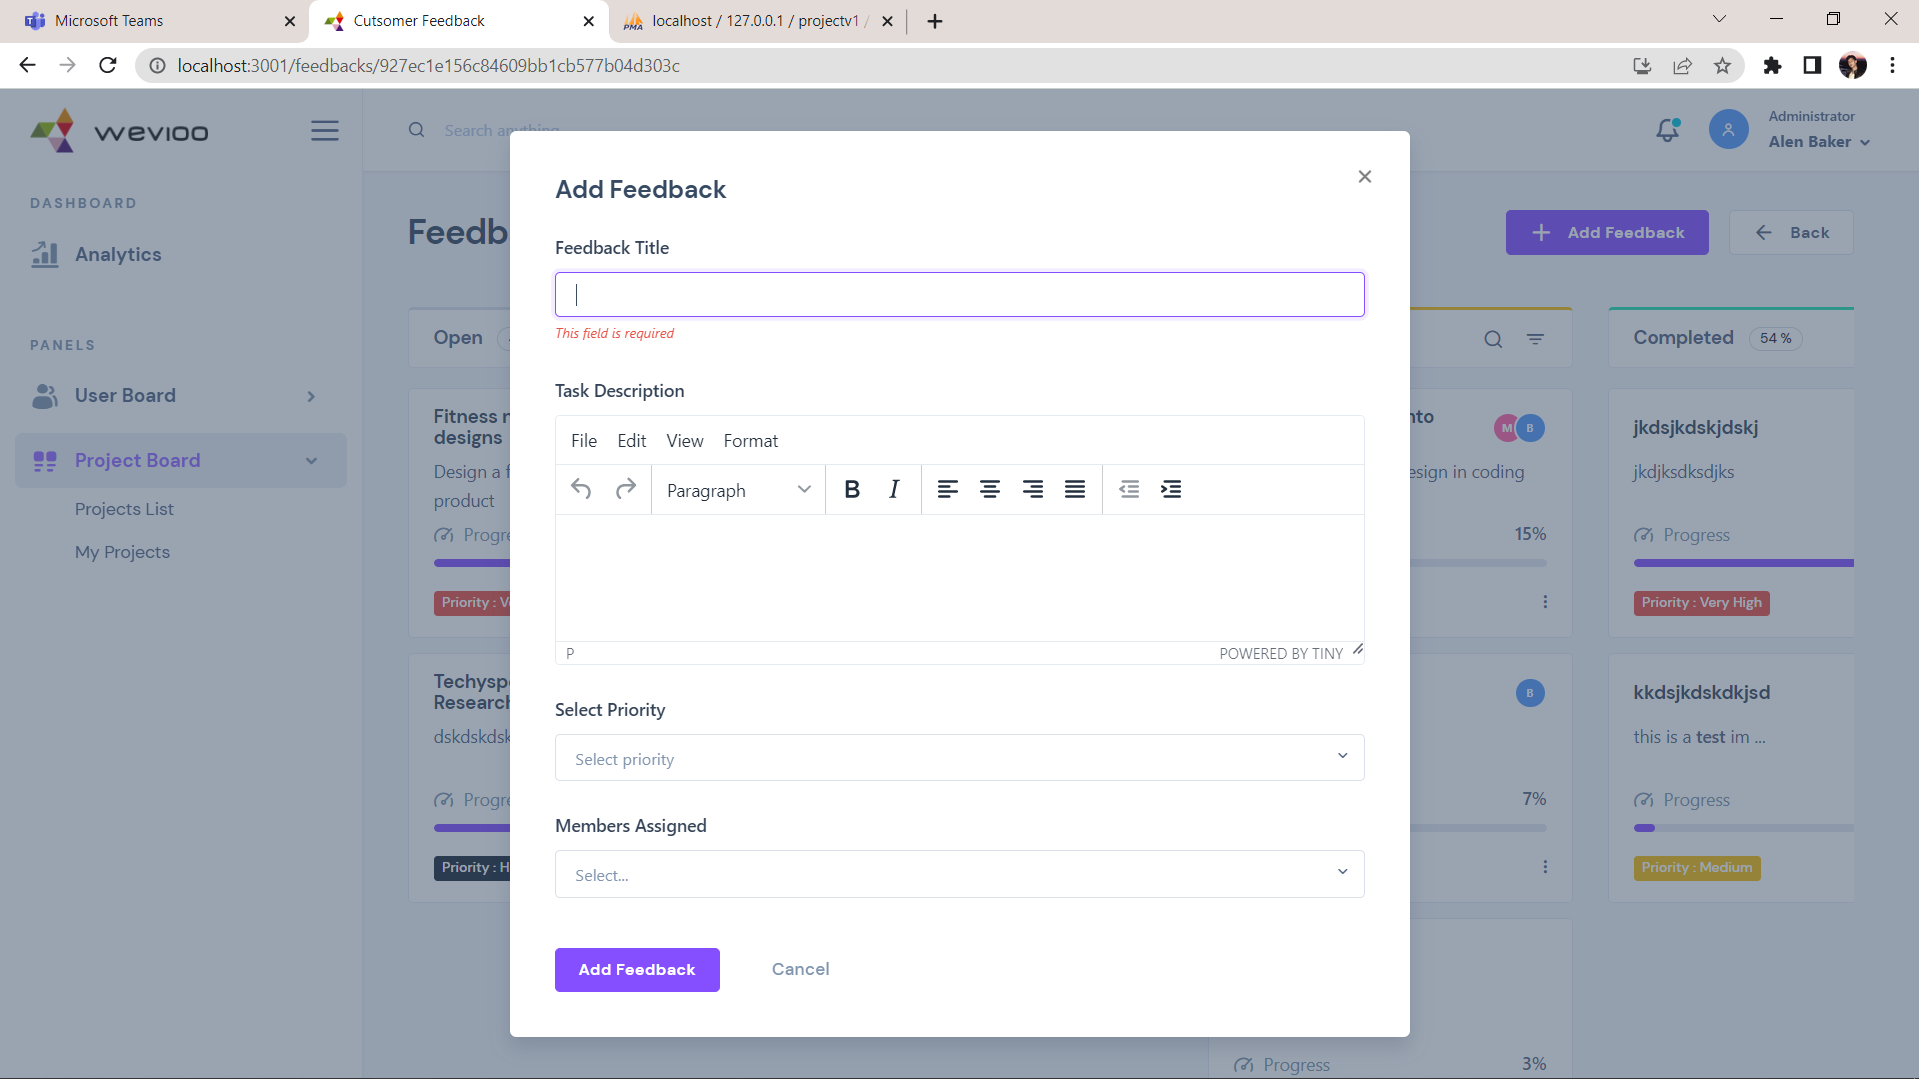 Microsoft Teams
Cutsomer Feedback
PMA
localhost / 127.0.0.1 / projectv1 /
localhost:3001/feedbacks/927ec1e156c84609bb1cb577b04d303c
wevioo
Search anything
Administrator
Alen Baker
DASHBOARD
Analytics
PANELS
User Board
Project Board
Projects List
My Projects
Feedb
Add Feedback
Back
Open
Completed 54 %
Fitness
designs
Design a f
product
Progre
Priority : V
Techyspo
Research
dskdskdsk
Progre
Priority : H
nto
M B
esign in coding
15%
B
7%
Progress
3%
jkdsjkdskjdskj
jkdjksdksdjks
Progress
Priority : Very High
kkdsjkdskdkjsd
this is a test im ...
Progress
Priority : Medium
Add Feedback
Feedback Title
This field is required
Task Description
File Edit View Format
Paragraph B I
P POWERED BY TINY
Select Priority
Select priority
Members Assigned
Select...
Add Feedback Cancel